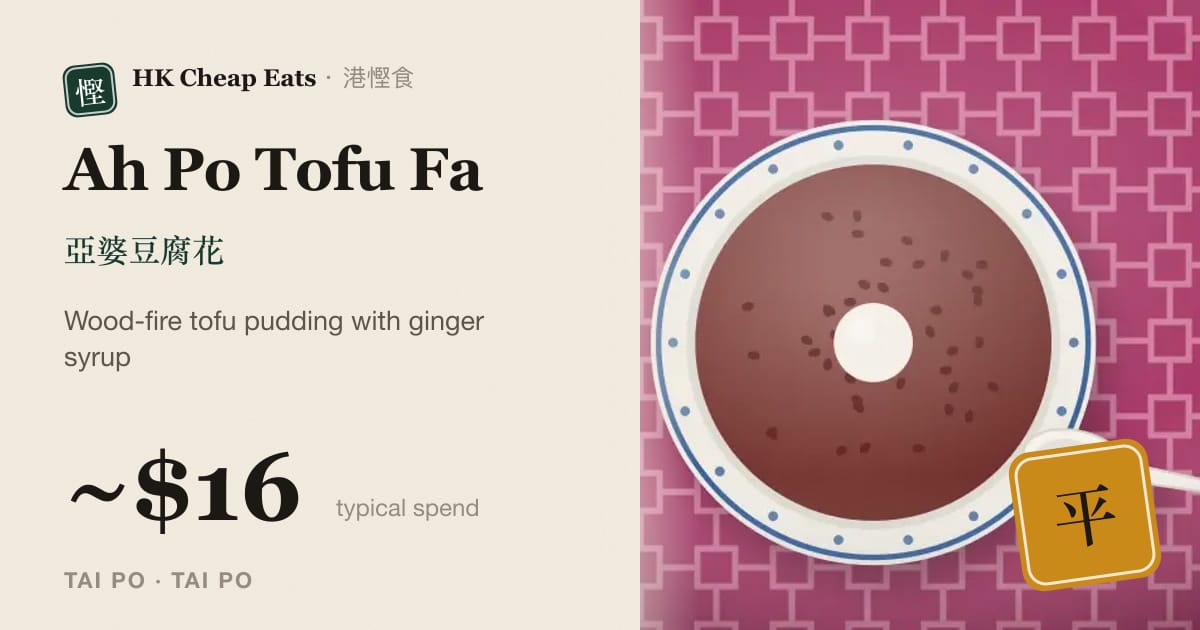 慳
HK Cheap Eats · 港慳食
Ah Po Tofu Fa
亞婆豆腐花
Wood-fire tofu pudding with ginger
syrup
~$16 typical spend
TAI PO · TAI PO
平